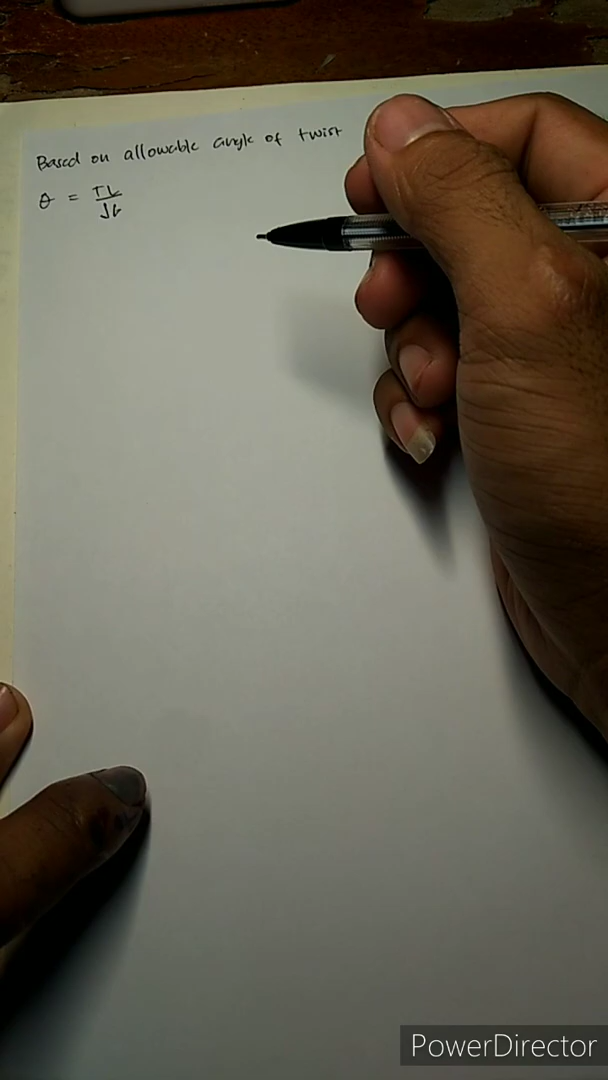 Based on allowable angle of twist
θ = TL/JG
PowerDirector